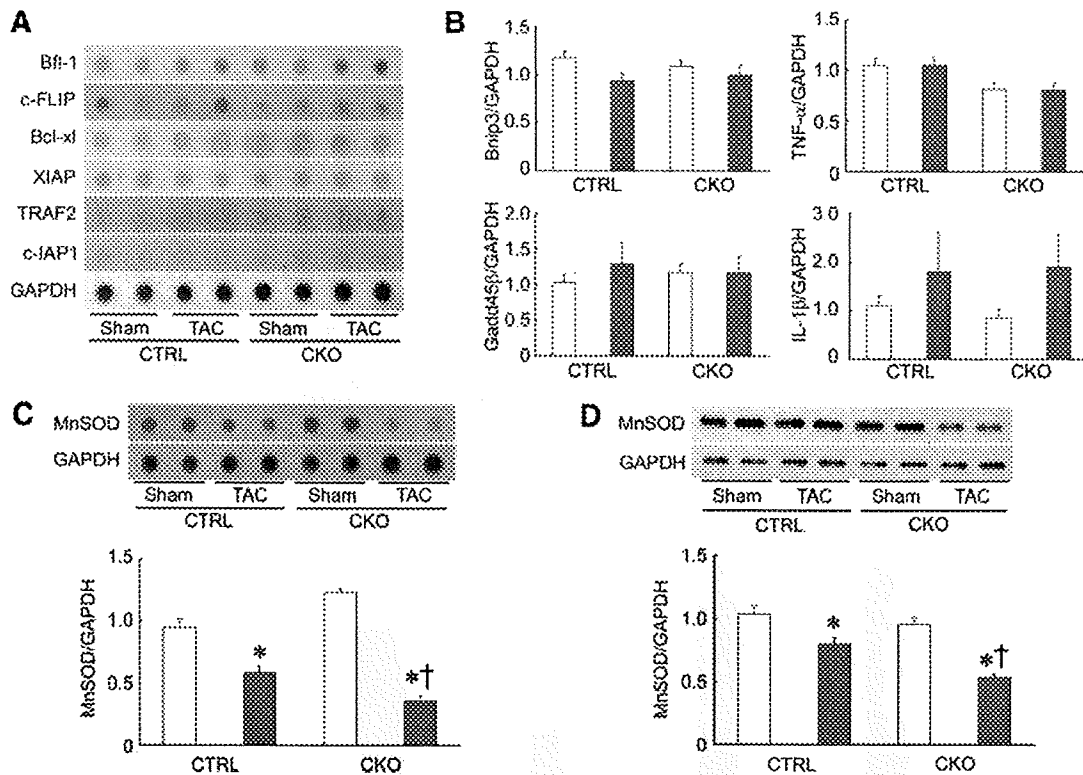 A
Bfl-1
c-FLIP
Bcl-xl
XIAP
TRAF2
c-IAP1
GAPDH
Sham TAC Sham TAC
CTRL CKO
B
Bnip3/GAPDH
1.5
1.0
0.5
0
CTRL CKO
TNF-α/GAPDH
1.5
1.0
0.5
0
CTRL CKO
Gadd45β/GAPDH
2.0
1.5
1.0
0.5
0
CTRL CKO
IL-1β/GAPDH
3.0
2.0
1.0
0
CTRL CKO
C
MnSOD
GAPDH
Sham TAC Sham TAC
CTRL CKO
MnSOD/GAPDH
1.5
1.0
0.5
0
*
*†
CTRL CKO
D
MnSOD
GAPDH
Sham TAC Sham TAC
CTRL CKO
MnSOD/GAPDH
1.5
1.0
0.5
0
*
*†
CTRL CKO